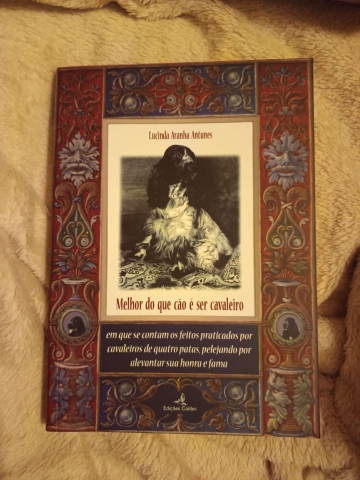 Lucinda Aranha Antunes
Melhor do que cão é ser cavaleiro
em que se contam os feitos praticados por
cavaleiros de quatro patas, pelejando por
alevantar sua honra e fama
Edições Colibri